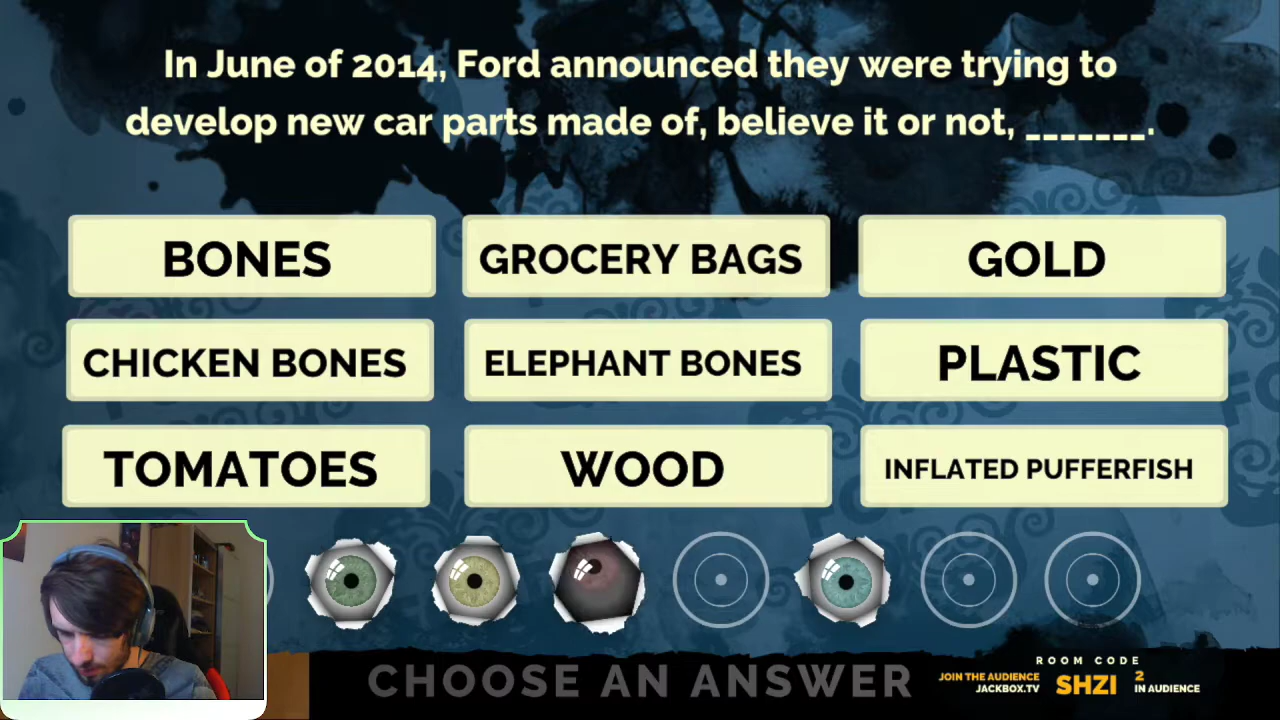 In June of 2014, Ford announced they were trying to
develop new car parts made of, believe it or not, _______.
BONES
GROCERY BAGS
GOLD
CHICKEN BONES
ELEPHANT BONES
PLASTIC
TOMATOES
WOOD
INFLATED PUFFERFISH
CHOOSE AN ANSWER
ROOM CODE
JOIN THE AUDIENCE
JACKBOX.TV
SHZI
2
IN AUDIENCE